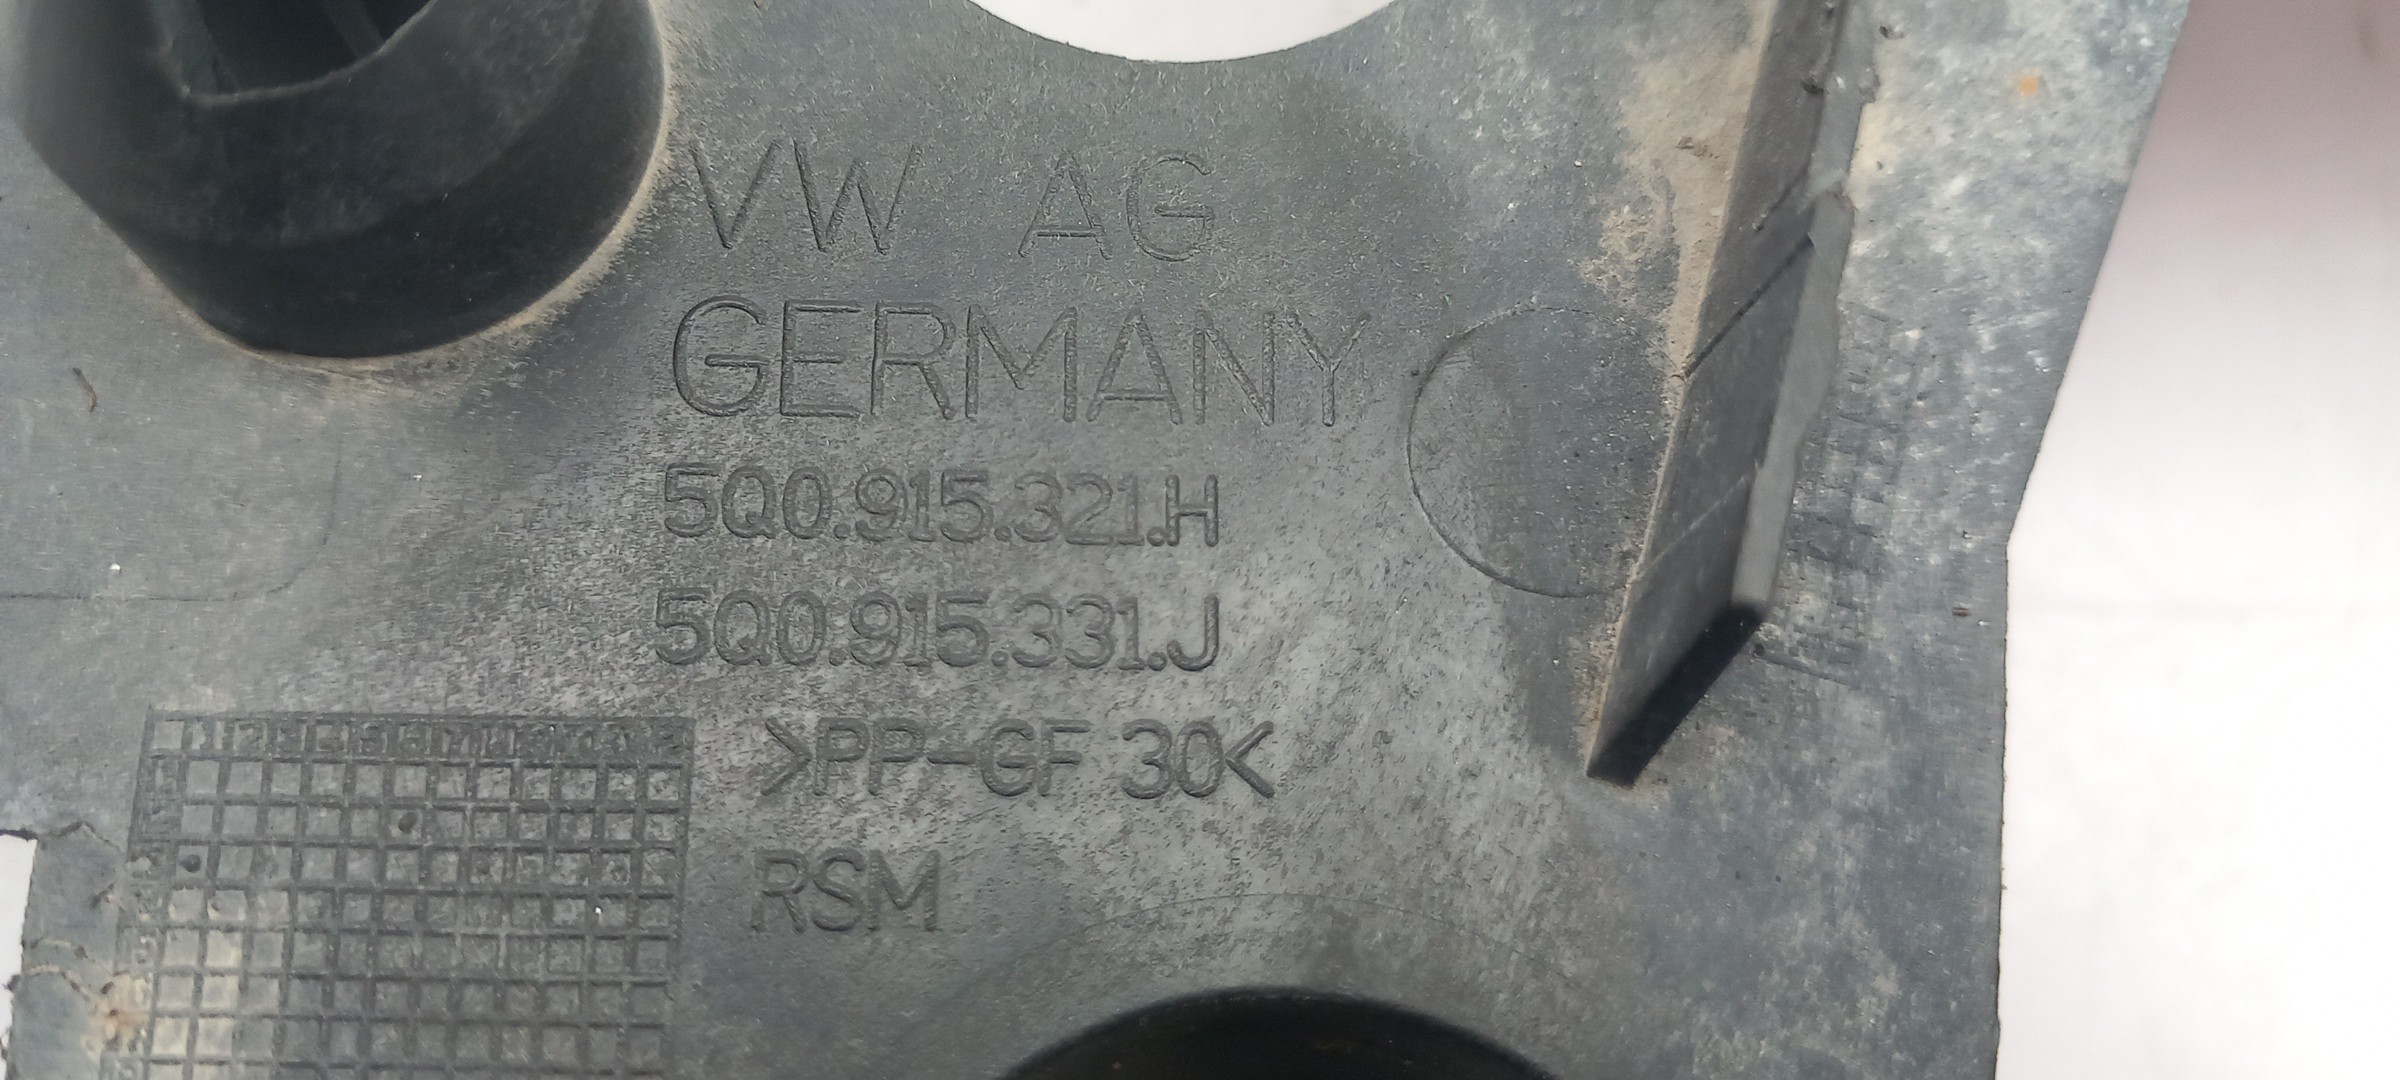 VW AG
GERMANY
5Q0.915.321.H
5Q0.915.331.J
>PP-GF 30<
RSM